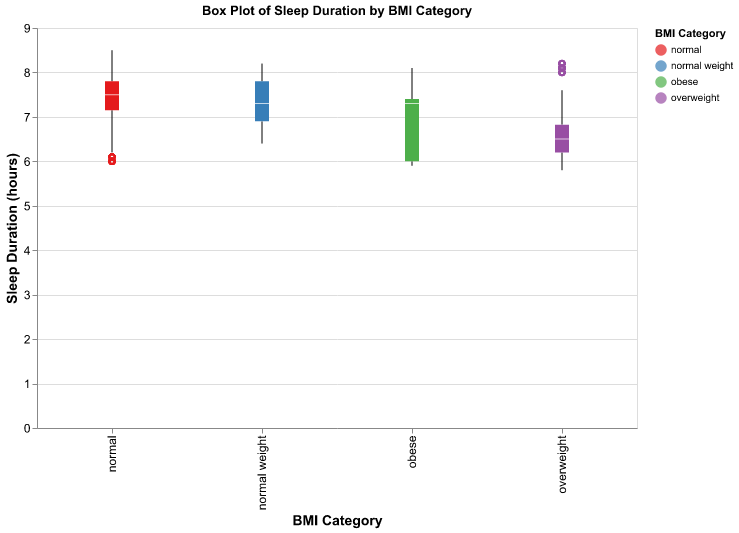 Box Plot of Sleep Duration by BMI Category
9
8
7
6
5
4
3
2
1
0
Sleep Duration (hours)
normal
normal weight
obese
overweight
BMI Category
BMI Category
normal
normal weight
obese
overweight